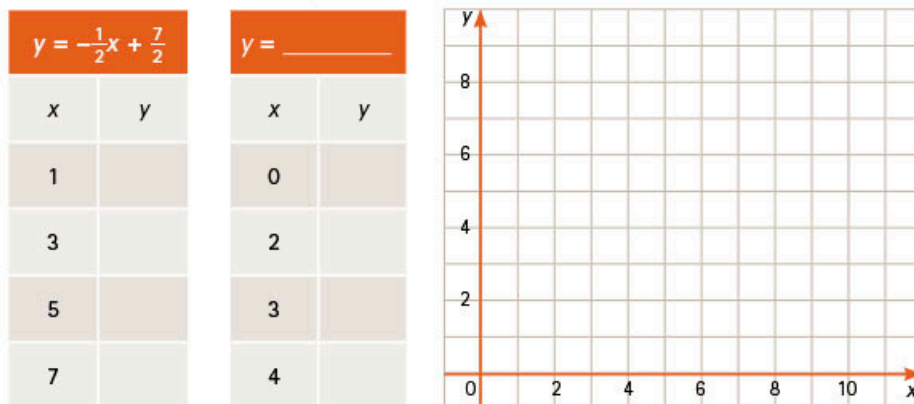 y = -1/2x + 7/2
x y
1
3
5
7
y = ________
x y
0
2
3
4
y
8
6
4
2
0 2 4 6 8 10 x